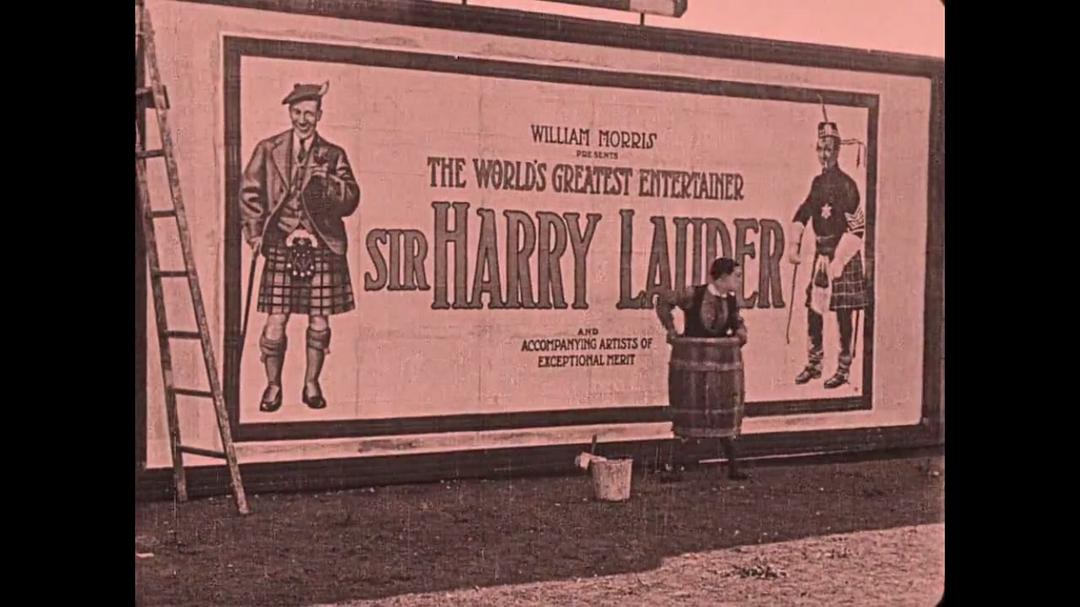 WILLIAM MORRIS
PRESENTS
THE WORLD'S GREATEST ENTERTAINER
SIR HARRY LAUDER
AND
ACCOMPANYING ARTISTS OF
EXCEPTIONAL MERIT